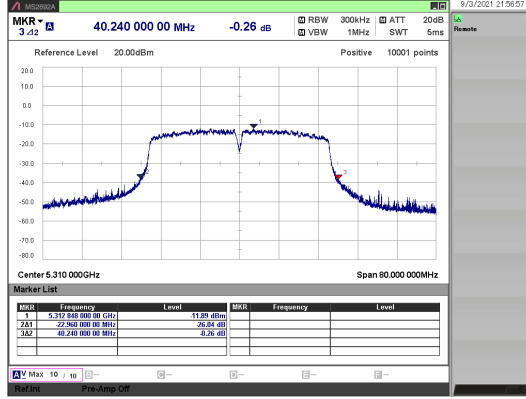 MS2692A
9/3/2021 21:56:57
MKR 3 Δ2 A 40.240 000 00 MHz -0.26 dB
M RBW 300kHz M ATT 20dB
M VBW 1MHz SWT 5ms
Remote
Reference Level 20.00dBm Positive 10001 points
20.0
10.0
0.0
-10.0
-20.0
-30.0
-40.0
-50.0
-60.0
-70.0
-80.0
1
2
3
Center 5.310 000GHz Span 80.000 000MHz
Marker List
MKR Frequency Level MKR Frequency Level
1 5.312 848 000 00 GHz -11.89 dBm
2Δ1 -22.960 000 00 MHz -26.04 dB
3Δ2 40.240 000 00 MHz -0.26 dB
A V Max 10 / 10 B-- C-- D-- E-- F--
Ref.Int Pre-Amp Off